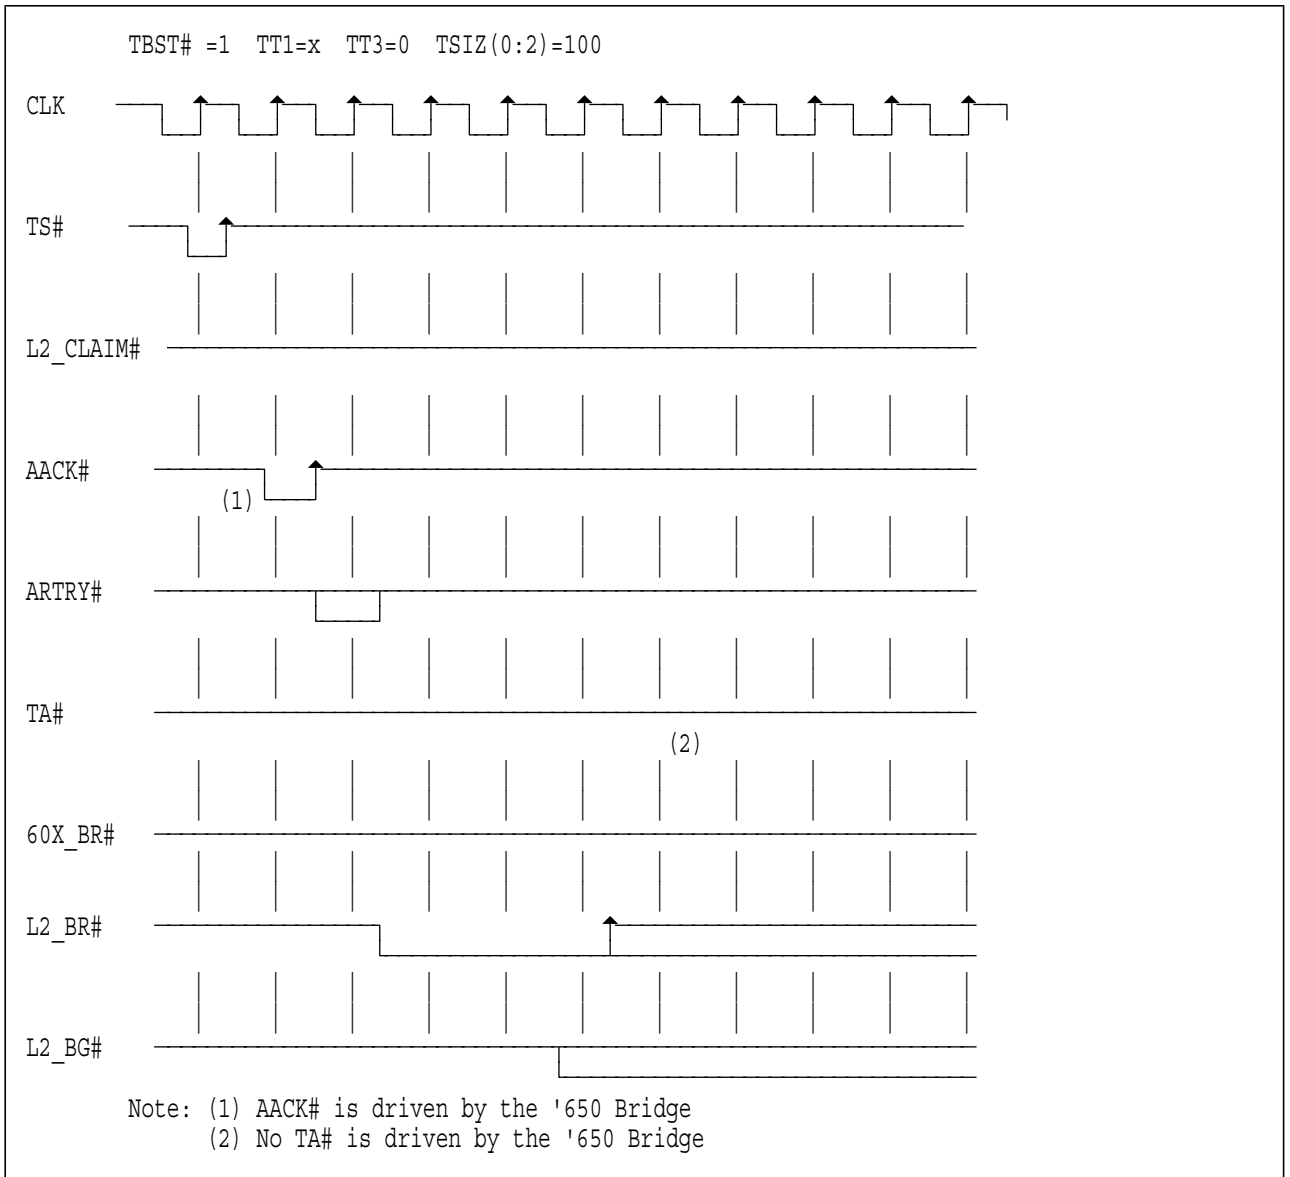 TBST# =1 TT1=x TT3=0 TSIZ(0:2)=100
CLK
TS#
L2_CLAIM#
AACK#
(1)
ARTRY#
TA#
(2)
60X_BR#
L2_BR#
L2_BG#
Note: (1) AACK# is driven by the '650 Bridge
(2) No TA# is driven by the '650 Bridge